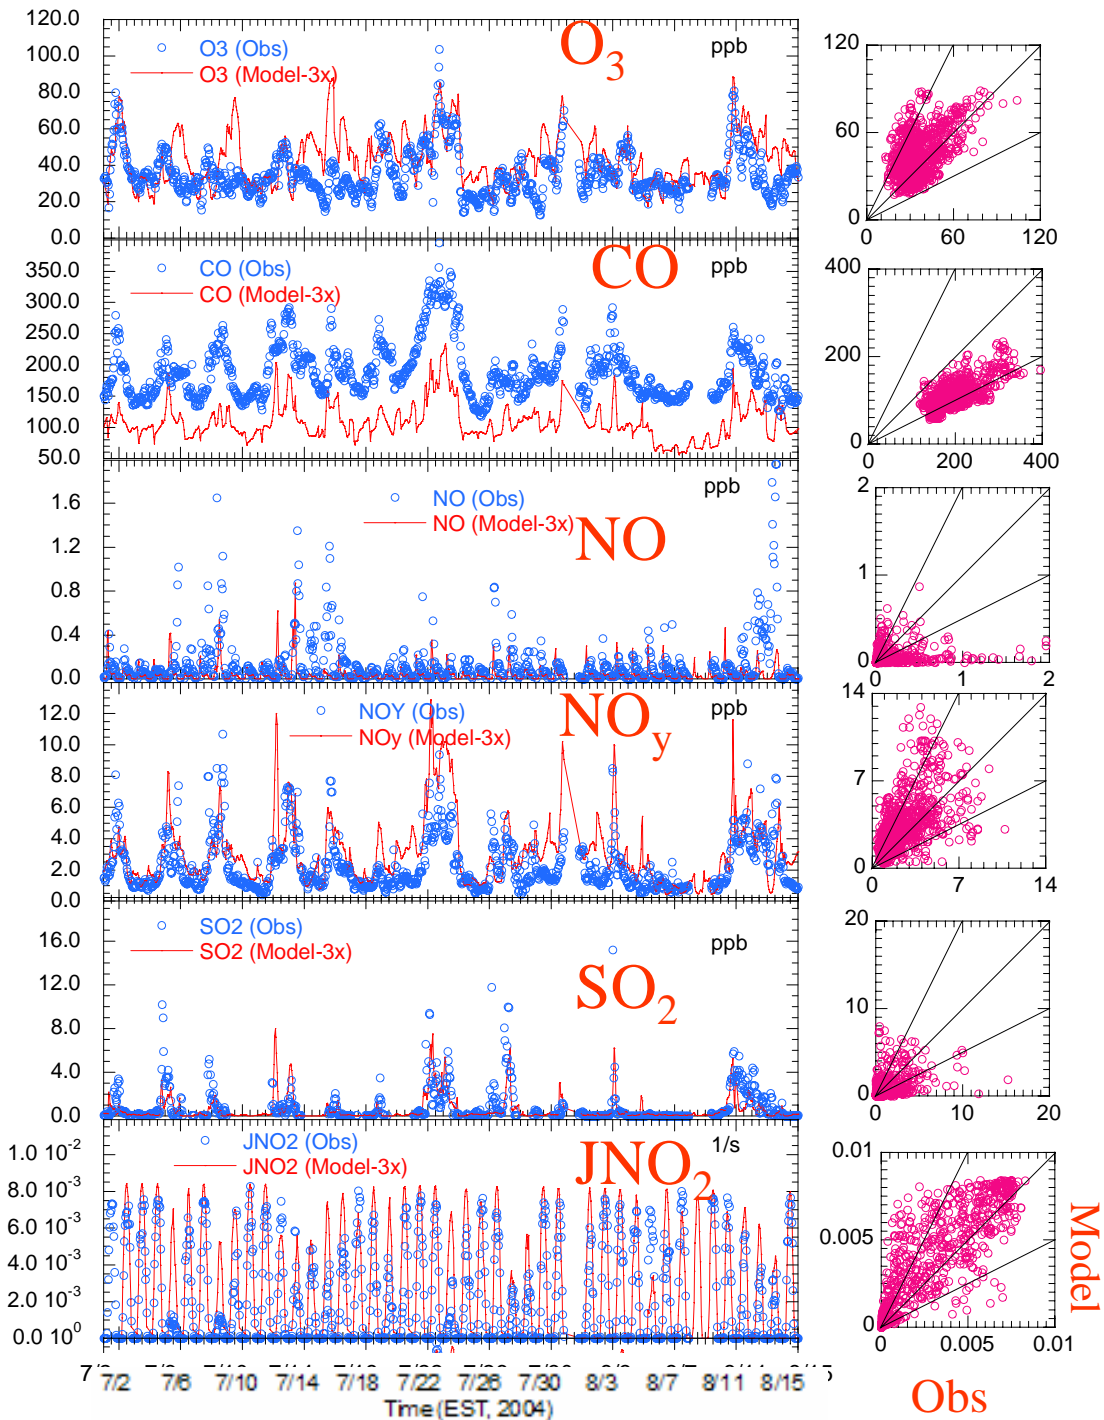 120.0
100.0
80.0
60.0
40.0
20.0
0.0
O3 (Obs)
O3 (Model-3x)
O3
ppb
120
60
0
0 60 120
350.0
300.0
250.0
200.0
150.0
100.0
50.0
CO (Obs)
CO (Model-3x)
CO
ppb
400
200
0
0 200 400
1.6
1.2
0.8
0.4
0.0
NO (Obs)
NO (Model-3x)
NO
ppb
2
1
0
0 1 2
12.0
10.0
8.0
6.0
4.0
2.0
0.0
NOY (Obs)
NOy (Model-3x)
NOy
ppb
14
7
0
0 7 14
16.0
12.0
8.0
4.0
0.0
SO2 (Obs)
SO2 (Model-3x)
SO2
ppb
20
10
0
0 10 20
1.0 10-2
8.0 10-3
6.0 10-3
4.0 10-3
2.0 10-3
0.0 100
JNO2 (Obs)
JNO2 (Model-3x)
JNO2
1/s
0.01
0.005
0
0 0.005 0.01
Model
Obs
7/2 7/6 7/10 7/14 7/18 7/22 7/26 7/30 8/3 8/7 8/11 8/15
Time(EST, 2004)